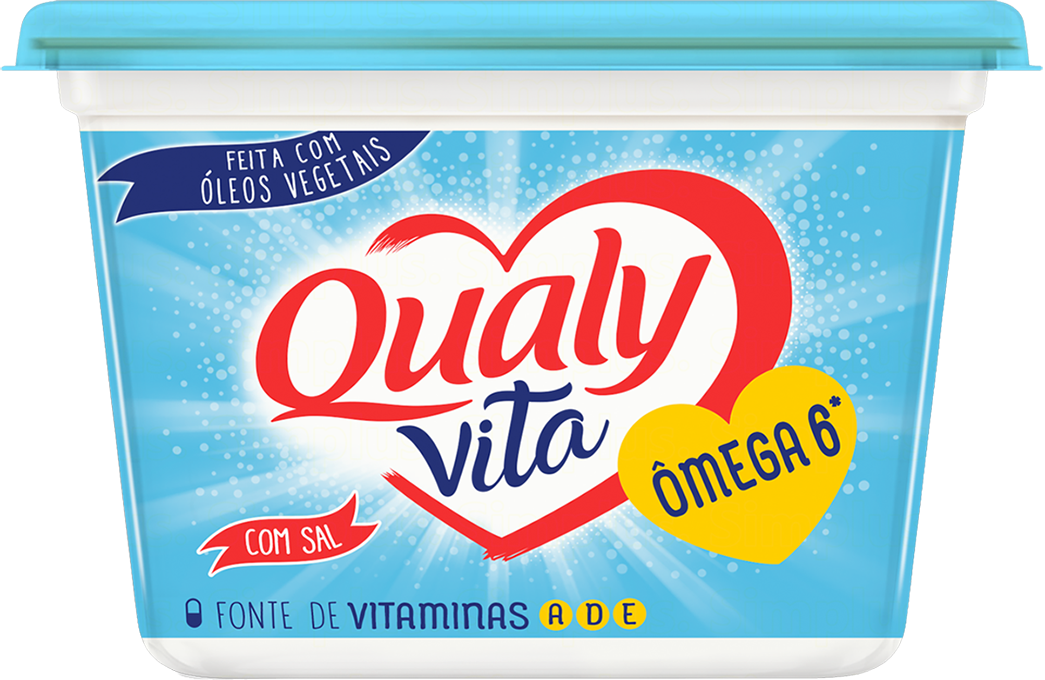 FEITA COM
ÓLEOS VEGETAIS
Qualy
Vita
ÔMEGA 6*
COM SAL
FONTE DE VITAMINAS A D E